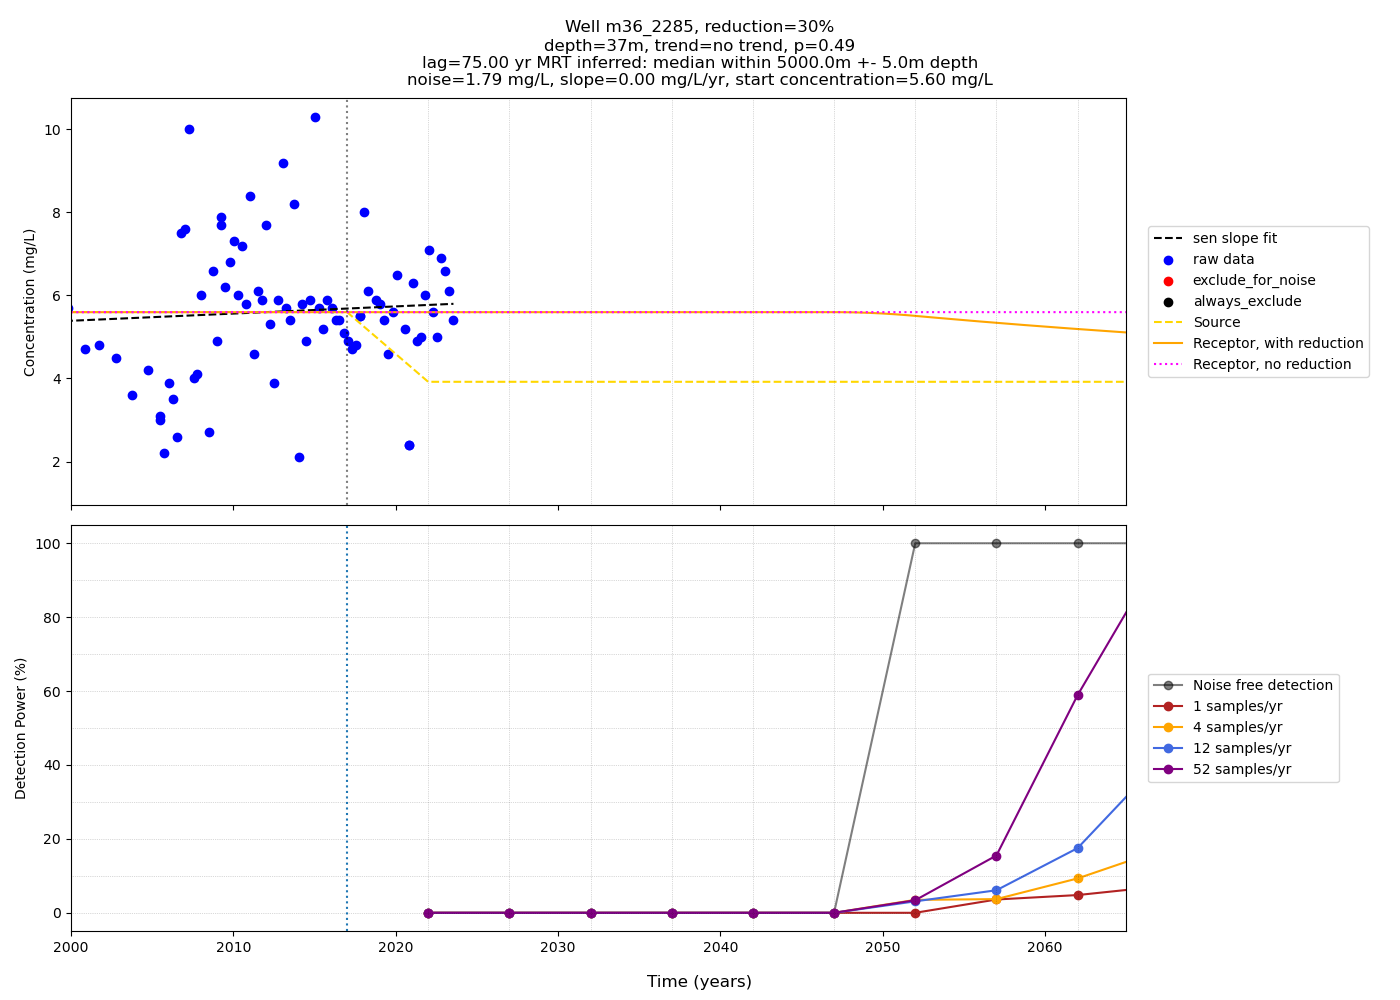 Well m36_2285, reduction=30%
depth=37m, trend=no trend, p=0.49
lag=75.00 yr MRT inferred: median within 5000.0m +- 5.0m depth
noise=1.79 mg/L, slope=0.00 mg/L/yr, start concentration=5.60 mg/L
Concentration (mg/L)
10
8
6
4
2
sen slope fit
raw data
exclude_for_noise
always_exclude
Source
Receptor, with reduction
Receptor, no reduction
Detection Power (%)
100
80
60
40
20
0
Noise free detection
1 samples/yr
4 samples/yr
12 samples/yr
52 samples/yr
2000 2010 2020 2030 2040 2050 2060
Time (years)